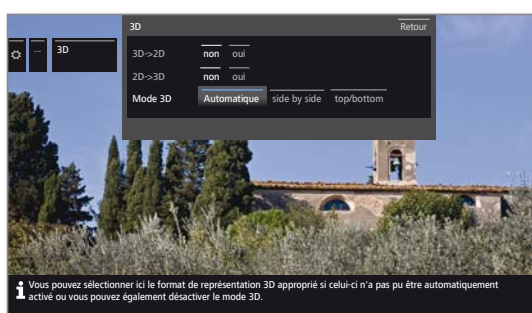 3D Retour
... 3D
3D->2D non oui
2D->3D non oui
Mode 3D Automatique side by side top/bottom
Vous pouvez sélectionner ici le format de représentation 3D approprié si celui-ci n'a pas pu être automatiquement
activé ou vous pouvez également désactiver le mode 3D.